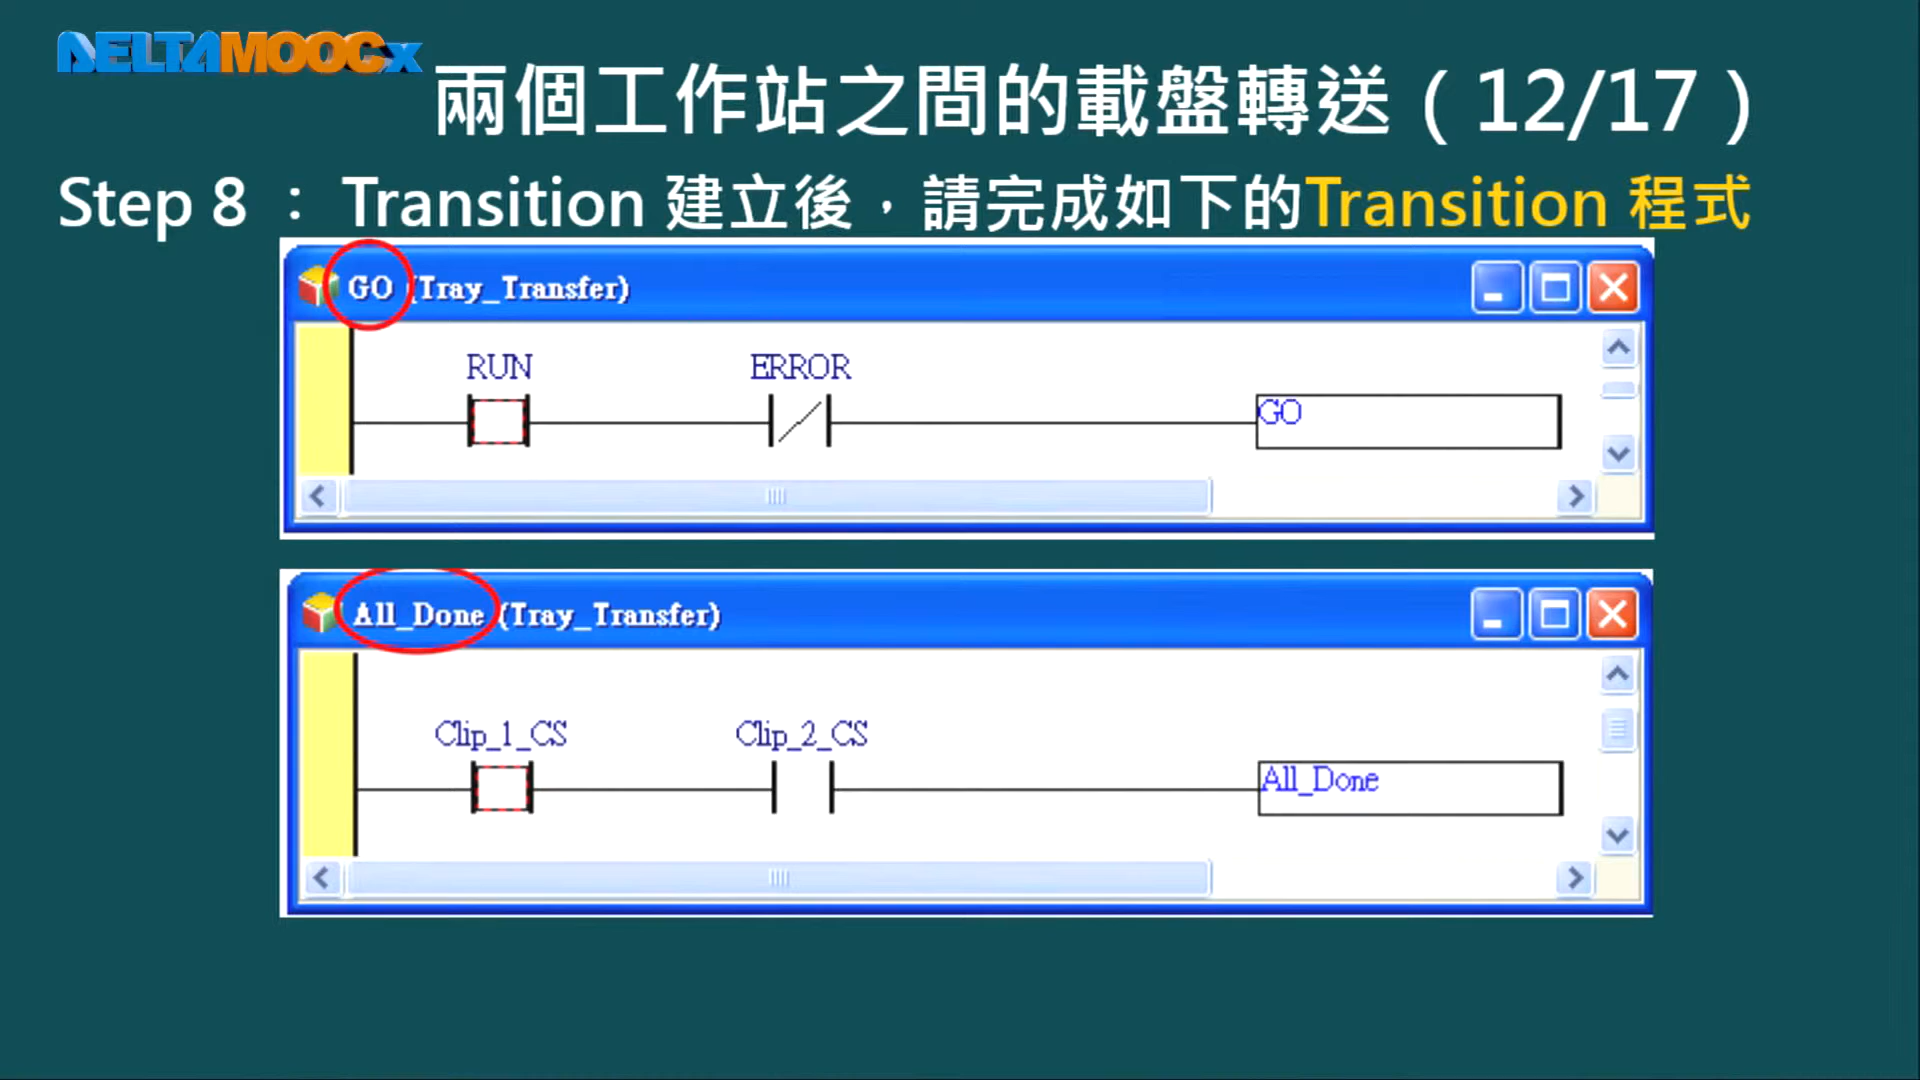 DELTAMOOCx
兩個工作站之間的載盤轉送（12/17）
Step 8 ： Transition 建立後，請完成如下的Transition 程式
GO (Tray_Transfer)
RUN ERROR
GO
All_Done (Tray_Transfer)
Clip_1_CS Clip_2_CS
All_Done